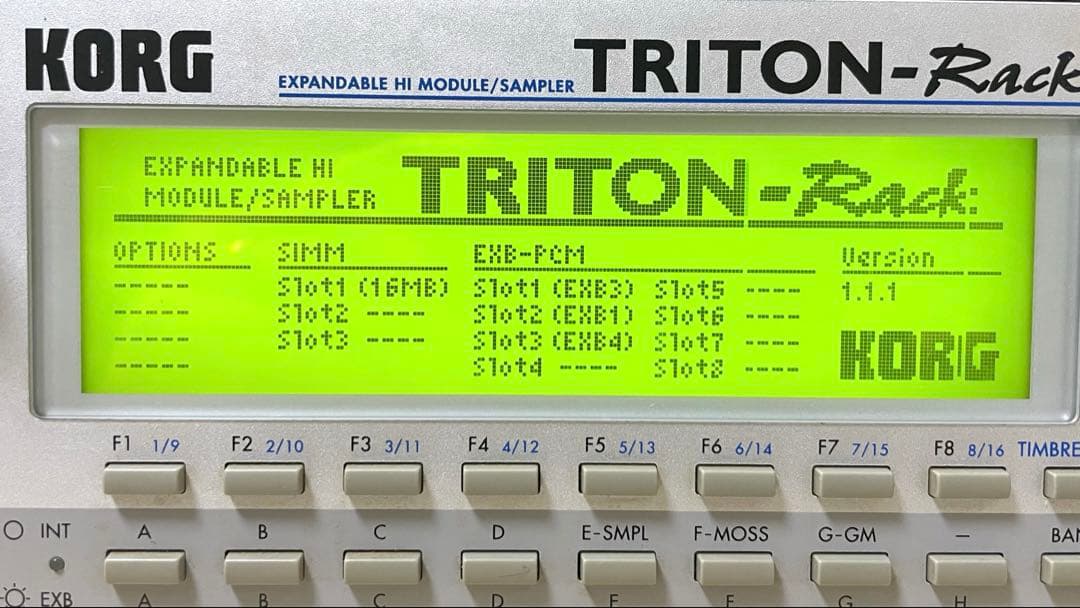 KORG
EXPANDABLE HI MODULE/SAMPLER TRITON-Rack
EXPANDABLE HI
MODULE/SAMPLER
TRITON-Rack
OPTIONS SIMM EXB-PCM Version
----- Slot1 (16MB) Slot1 (EXB3) Slot5 ---- 1.1.1
----- Slot2 ---- Slot2 (EXB1) Slot6 ----
----- Slot3 ---- Slot3 (EXB4) Slot7 ----
----- Slot4 ---- Slot8 ----
KORG
F1 1/9 F2 2/10 F3 3/11 F4 4/12 F5 5/13 F6 6/14 F7 7/15 F8 8/16 TIMBRE
INT A B C D E-SMPL F-MOSS G-GM — BAN
EXB A B C D E F G H